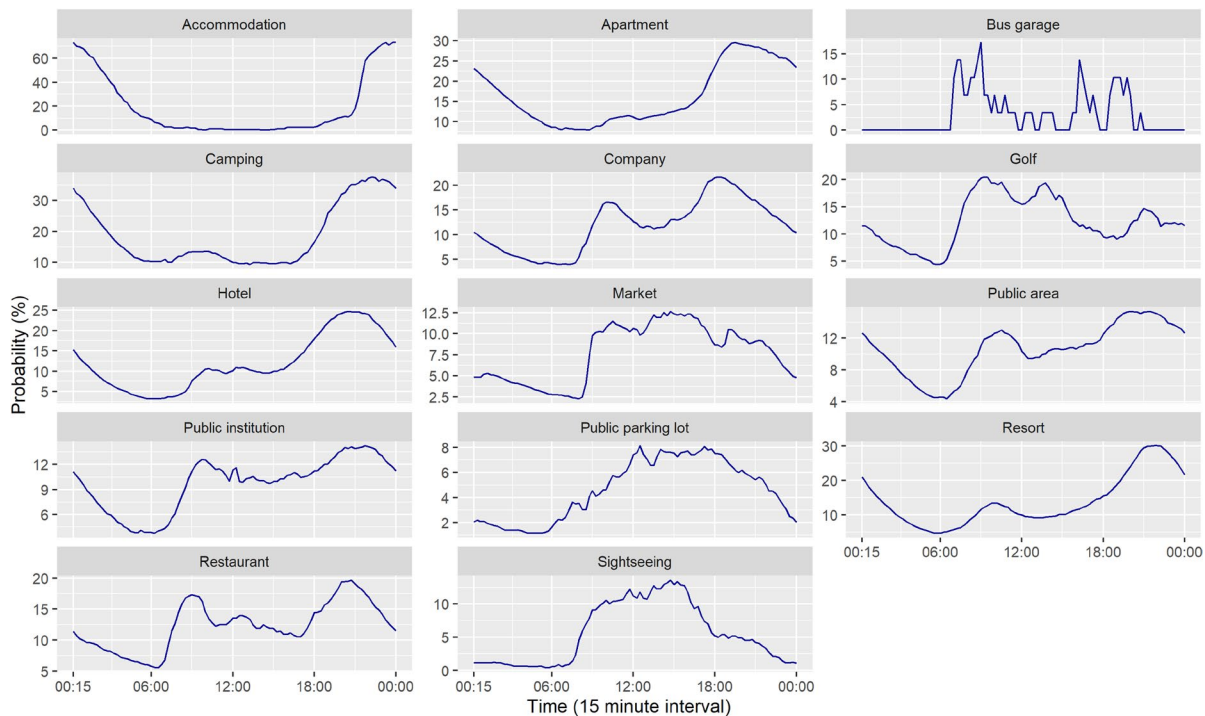 Accommodation
60
40
20
0
Apartment
30
25
20
15
10
Bus garage
15
10
5
0
Camping
30
20
10
Company
20
15
10
5
Golf
20
15
10
5
Hotel
25
20
15
10
5
Market
12.5
10.0
7.5
5.0
2.5
Public area
12
8
4
Public institution
12
9
6
Public parking lot
8
6
4
2
Resort
30
20
10
00:15 06:00 12:00 18:00 00:00
Restaurant
20
15
10
5
00:15 06:00 12:00 18:00 00:00
Sightseeing
10
5
0
00:15 06:00 12:00 18:00 00:00
Probability (%)
Time (15 minute interval)